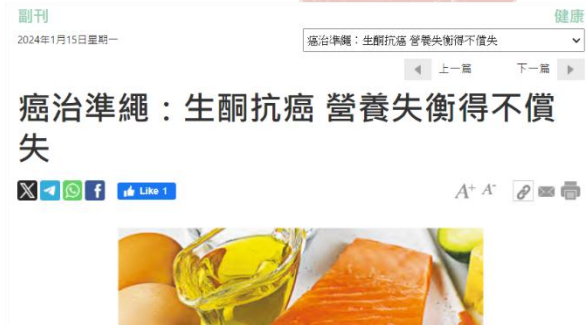 副刊
健康
2024年1月15日星期一
癌治準繩：生酮抗癌 營養失衡得不償失
上一篇
下一篇
癌治準繩：生酮抗癌 營養失衡得不償
失
Like 1
A+ A-